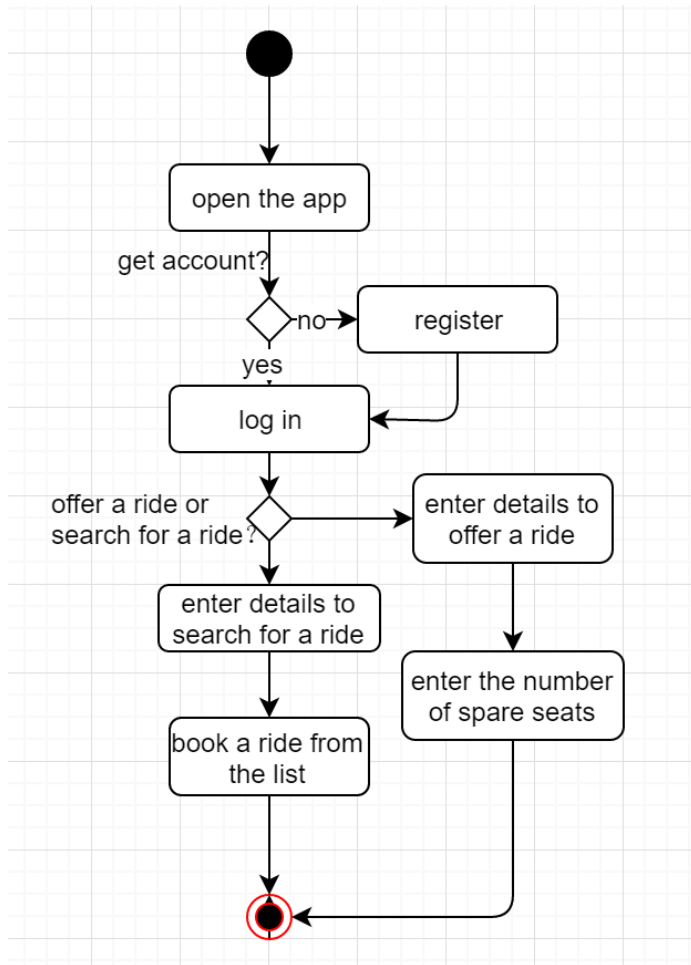 open the app
get account?
no
register
yes
log in
offer a ride or
search for a ride?
enter details to
offer a ride
enter details to
search for a ride
enter the number
of spare seats
book a ride from
the list